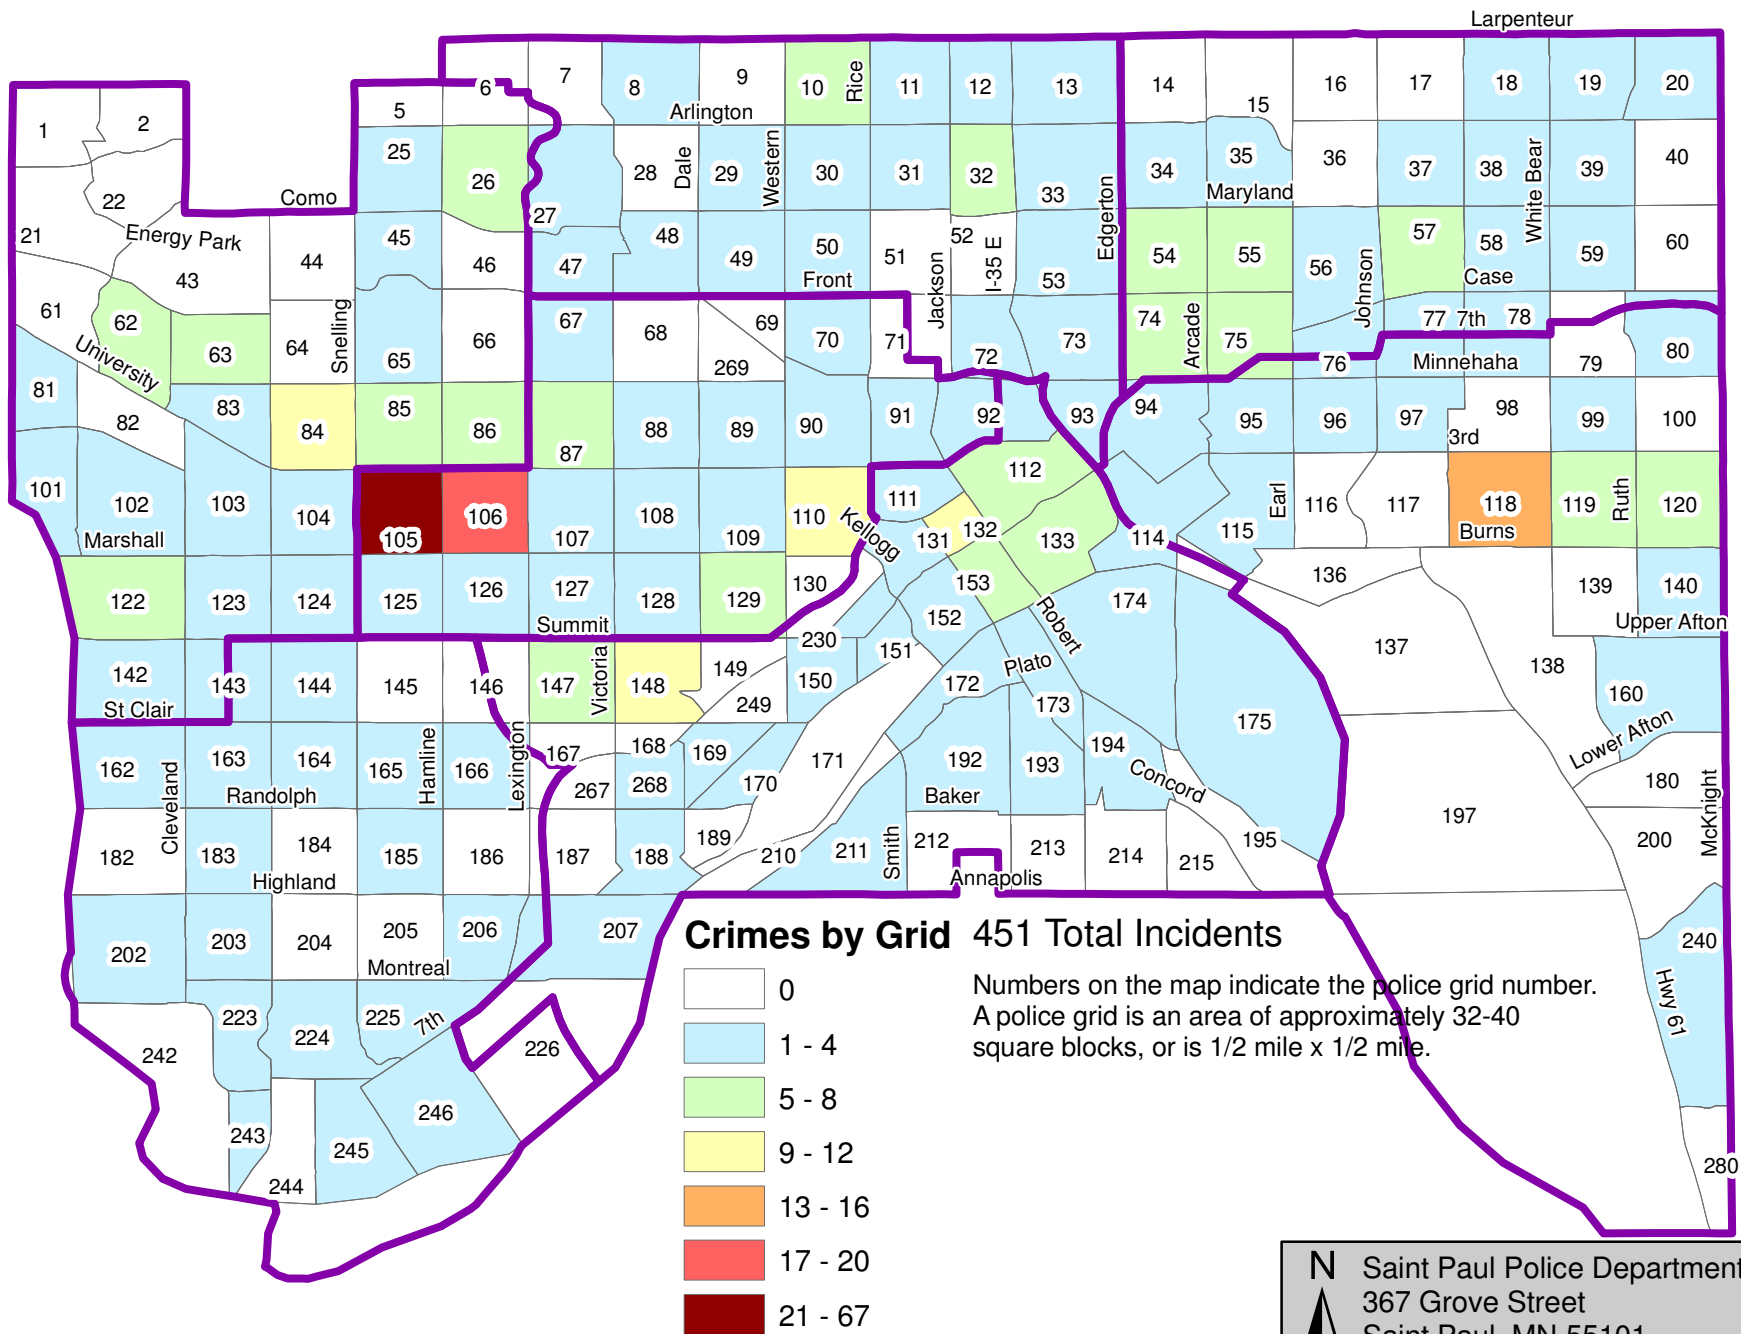 Larpenteur
6 7 8 9 10 Rice 11 12 13 14 15 16 17 18 19 20
5 Arlington
1 2
25 26 27 28 Dale 29 Western 30 31 32 33 Edgerton 34 35 36 37 38 White Bear 39 40
Maryland
Como
22
21 Energy Park
43 44 45 46 47 48 49 50 51 52 I-35 E 53 54 55 56 57 58 59 60
Front Jackson Johnson Case
61 62 63 64 Snelling 65 66 67 68 69 269 70 71 72 73 74 Arcade 75 76 77 7th 78 79 80
University Minnehaha
81 82 83 84 85 86 87 88 89 90 91 92 93 94 95 96 97 98 99 100
3rd
101 102 103 104 105 106 107 108 109 110 Kellogg 111 112 131 132 133 114 115 Earl 116 117 118 119 Ruth 120
Marshall Burns
122 123 124 125 126 127 128 129 130 153 152 174 136 139 140
Summit Robert Upper Afton
230 151 137 138
142 143 144 145 146 147 Victoria 148 149 249 150 172 Plato 173 175 160
St Clair
Lower Afton
162 Cleveland 163 164 165 Hamline 166 Lexington 167 267 168 268 169 170 171 192 193 194 Concord 180 McKnight
Randolph Baker
182 183 184 185 186 187 188 189 210 211 Smith 212 213 214 215 195 197 200
Highland Annapolis
202 203 204 205 206 207 240
Montreal
Hwy 61
242 223 224 225 7th 226
243 244 245 246 280
Crimes by Grid
451 Total Incidents
Numbers on the map indicate the police grid number.
A police grid is an area of approximately 32-40
square blocks, or is 1/2 mile x 1/2 mile.
0
1 - 4
5 - 8
9 - 12
13 - 16
17 - 20
21 - 67
N
Saint Paul Police Department
367 Grove Street
Saint Paul, MN 55101